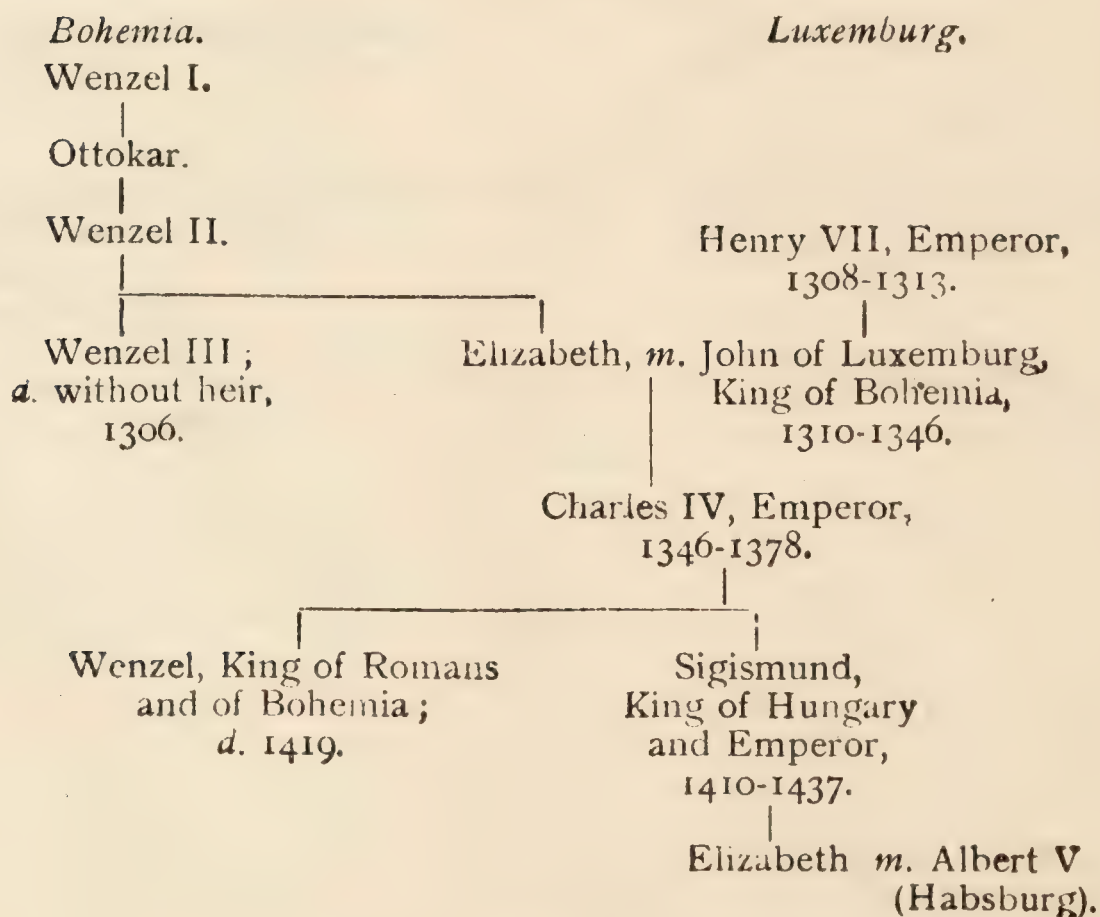 Bohemia.
Luxemburg.
Wenzel I.
Ottokar.
Wenzel II.
Henry VII, Emperor,
1308-1313.
Wenzel III ;
d. without heir,
1306.
Elizabeth, m. John of Luxemburg,
King of Bohemia,
1310-1346.
Charles IV, Emperor,
1346-1378.
Wenzel, King of Romans
and of Bohemia ;
d. 1419.
Sigismund,
King of Hungary
and Emperor,
1410-1437.
Elizabeth m. Albert V
(Habsburg).